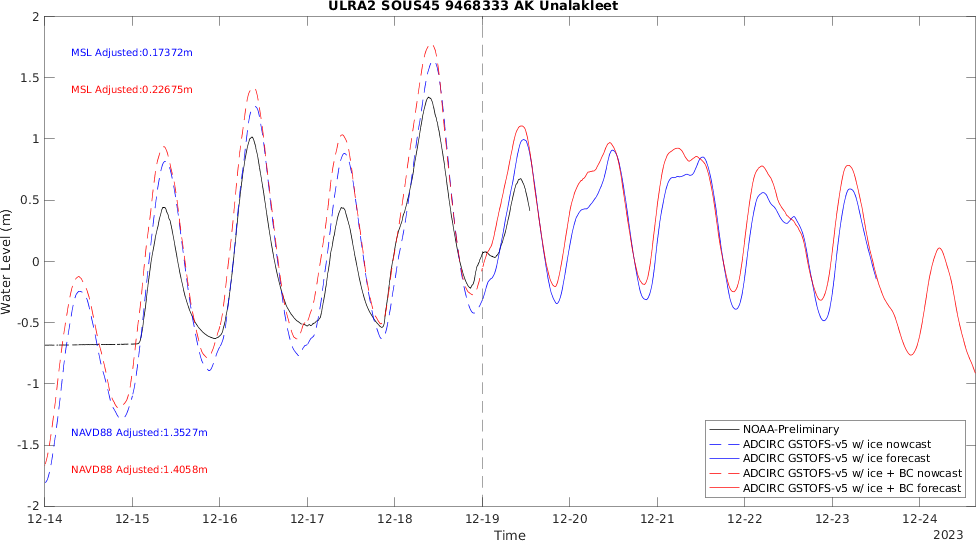 ULRA2 SOUS45 9468333 AK Unalakleet
2
1.5
1
0.5
0
-0.5
-1
-1.5
-2
Water Level (m)
MSL Adjusted:0.17372m
MSL Adjusted:0.22675m
NAVD88 Adjusted:1.3527m
NAVD88 Adjusted:1.4058m
NOAA-Preliminary
ADCIRC GSTOFS-v5 w/ ice nowcast
ADCIRC GSTOFS-v5 w/ ice forecast
ADCIRC GSTOFS-v5 w/ ice + BC nowcast
ADCIRC GSTOFS-v5 w/ ice + BC forecast
12-14 12-15 12-16 12-17 12-18 12-19 12-20 12-21 12-22 12-23 12-24
Time
2023